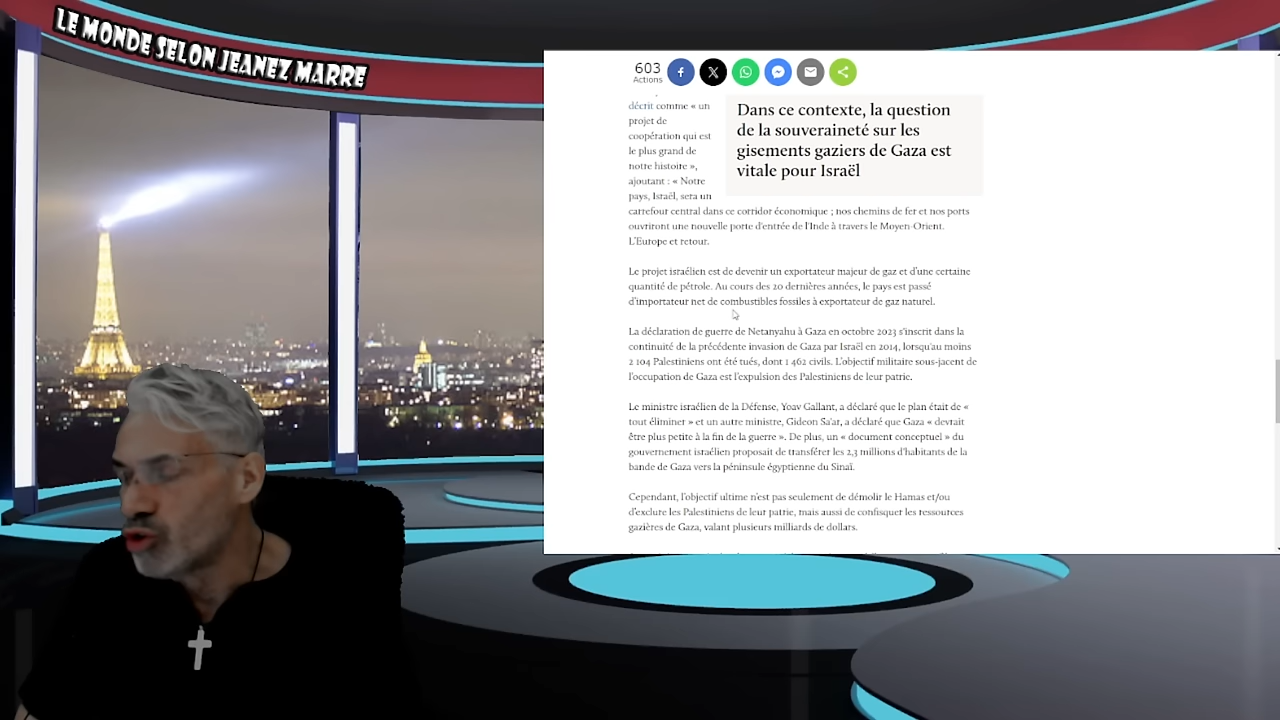 LE MONDE SELON JEANEZ MARRE
603
Actions
décrit comme « un
projet de
coopération qui est
le plus grand de
notre histoire »,
ajoutant : « Notre
pays, Israël, sera un
Dans ce contexte, la question
de la souveraineté sur les
gisements gaziers de Gaza est
vitale pour Israël
carrefour central dans ce corridor économique ; nos chemins de fer et nos ports
ouvriront une nouvelle porte d'entrée de l'Inde à travers le Moyen-Orient.
L'Europe et retour.
Le projet israélien est de devenir un exportateur majeur de gaz et d'une certaine
quantité de pétrole. Au cours des 20 dernières années, le pays est passé
d'importateur net de combustibles fossiles à exportateur de gaz naturel.
La déclaration de guerre de Netanyahu à Gaza en octobre 2023 s'inscrit dans la
continuité de la précédente invasion de Gaza par Israël en 2014, lorsqu'au moins
2 104 Palestiniens ont été tués, dont 1 462 civils. L'objectif militaire sous-jacent de
l'occupation de Gaza est l'expulsion des Palestiniens de leur patrie.
Le ministre israélien de la Défense, Yoav Gallant, a déclaré que le plan était de «
tout éliminer » et un autre ministre, Gideon Sa'ar, a déclaré que Gaza « devrait
être plus petite à la fin de la guerre ». De plus, un « document conceptuel » du
gouvernement israélien proposait de transférer les 2,3 millions d'habitants de la
bande de Gaza vers la péninsule égyptienne du Sinaï.
Cependant, l'objectif ultime n'est pas seulement de démolir le Hamas et/ou
d'exclure les Palestiniens de leur patrie, mais aussi de confisquer les ressources
gazières de Gaza, valant plusieurs milliards de dollars.